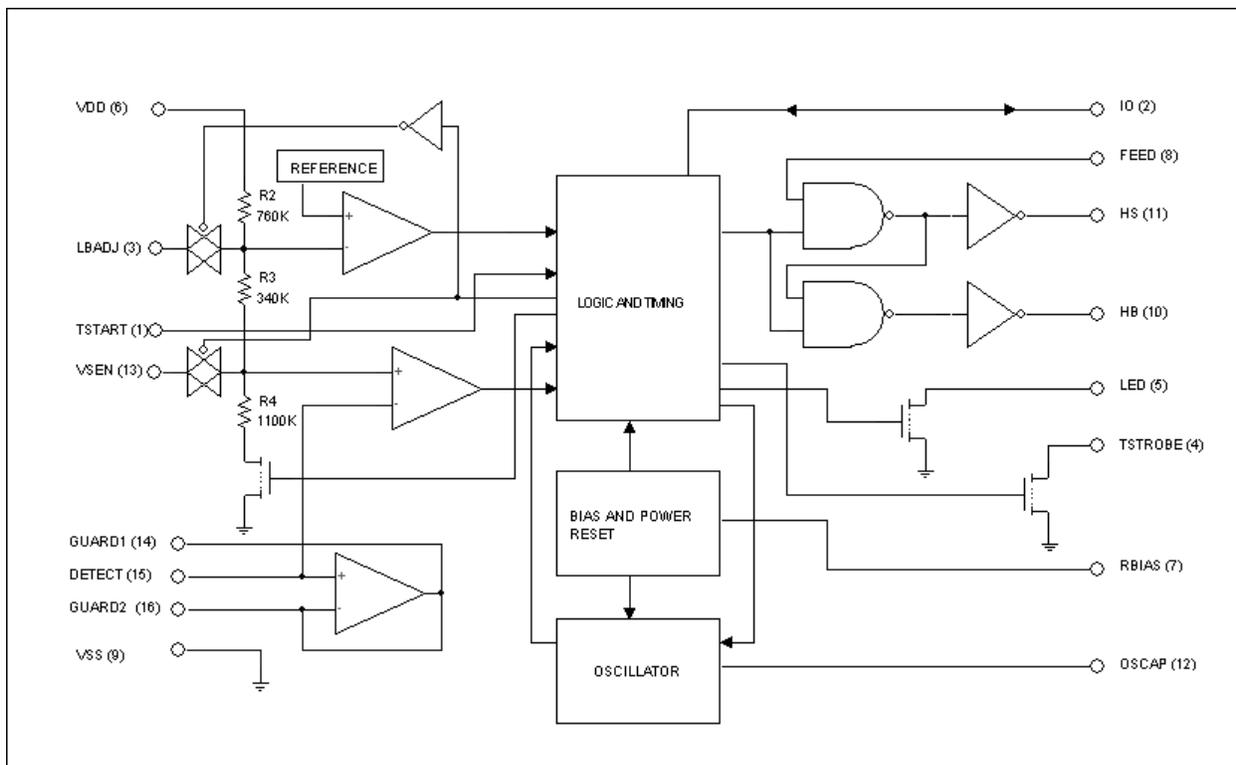 VDD (6)
REFERENCE
R2
760K
+
-
LBADJ (3)
R3
340K
TSTART (1)
VSEN (13)
+
-
R4
1100K
GUARD1 (14)
DETECT (15)
+
-
GUARD2 (16)
VSS (9)
LOGIC AND TIMING
BIAS AND POWER
RESET
OSCILLATOR
IO (2)
FEED (8)
HS (11)
HB (10)
LED (5)
TSTROBE (4)
RBIAS (7)
OSCAP (12)